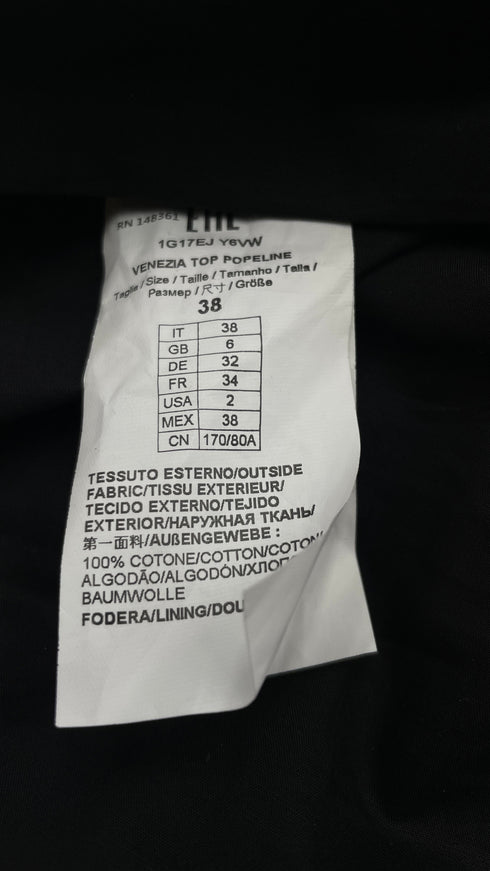 RN 148361
EAC
1G17EJ Y6VW
VENEZIA TOP POPELINE
Taglia / Size / Taille / Tamanho / Talla /
Размер / 尺寸 / Größe
38
IT 38
GB 6
DE 32
FR 34
USA 2
MEX 38
CN 170/80A
TESSUTO ESTERNO/OUTSIDE
FABRIC/TISSU EXTERIEUR/
TECIDO EXTERNO/TEJIDO
EXTERIOR/НАРУЖНАЯ ТКАНЬ/
第一面料/AUßENGEWEBE :
100% COTONE/COTTON/COTON/
ALGODÃO/ALGODÓN/
BAUMWOLLE
FODERA/LINING/